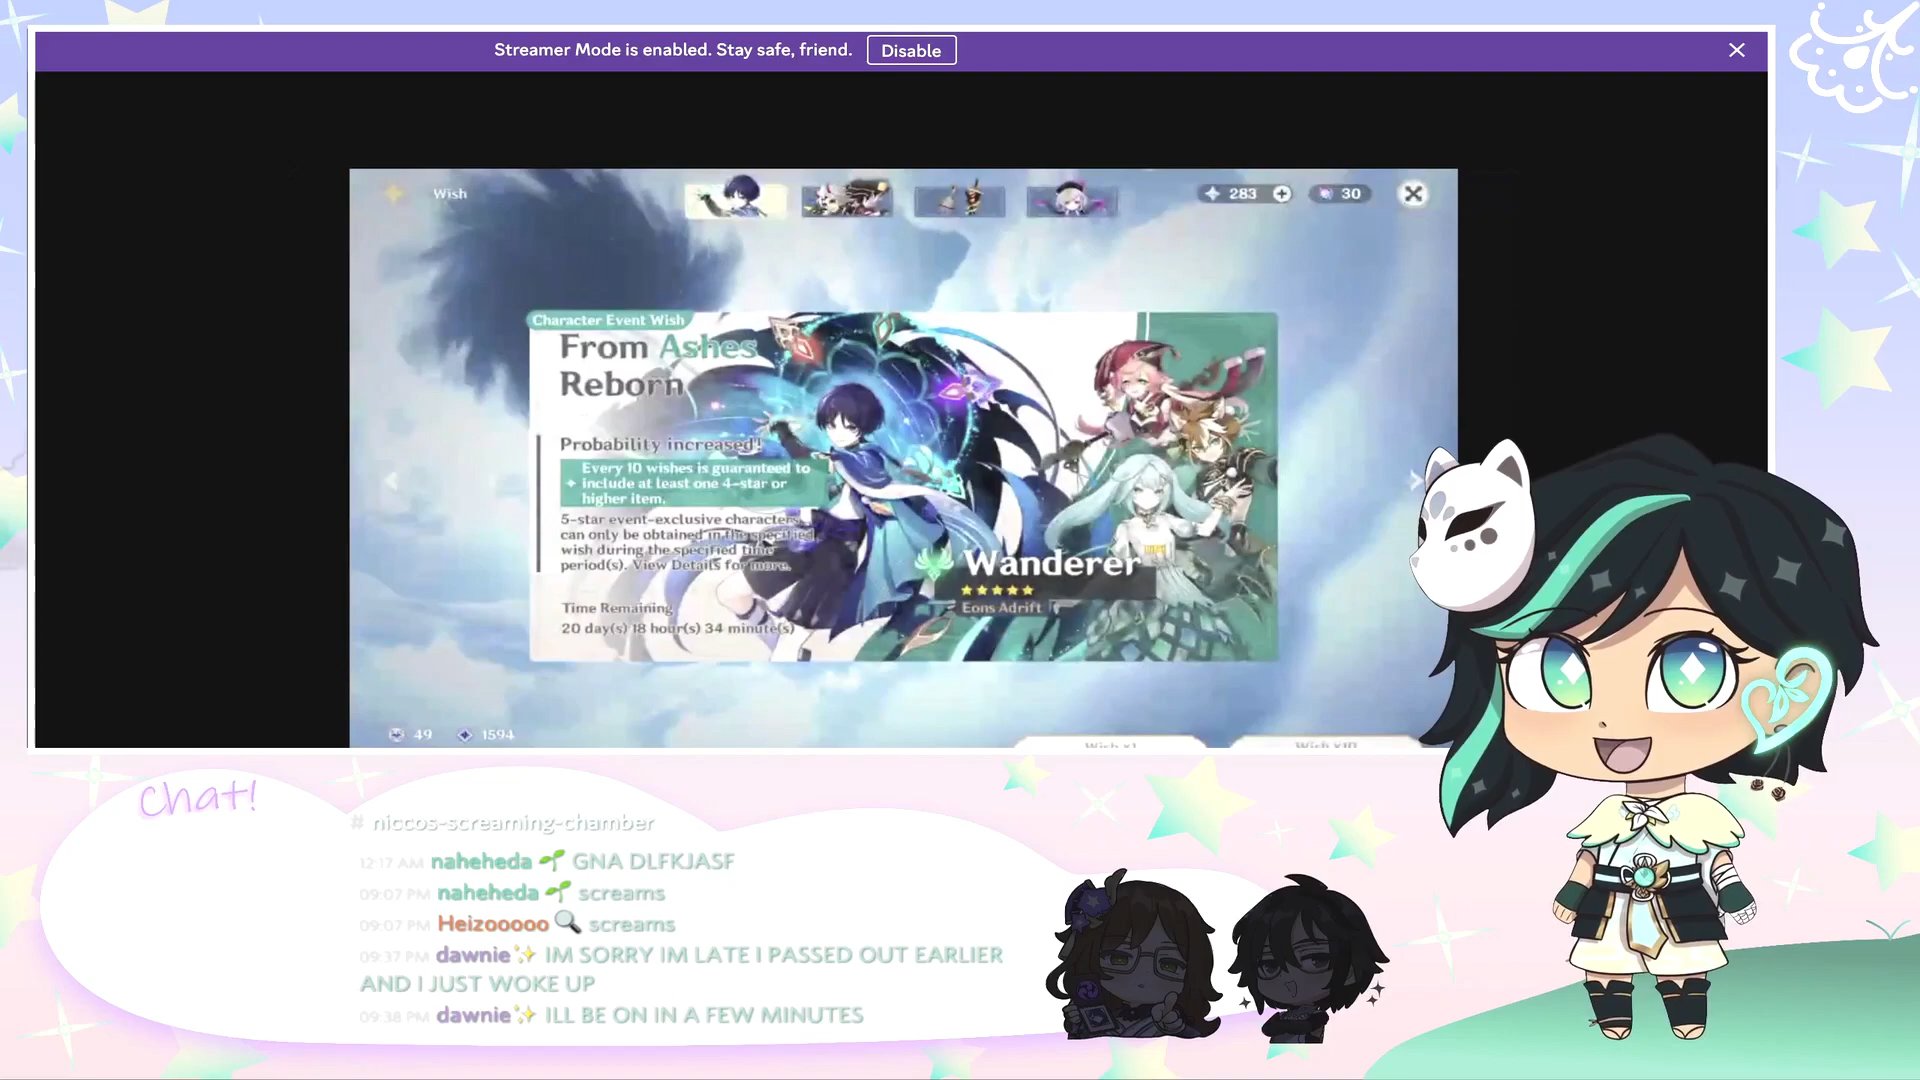 Streamer Mode is enabled. Stay safe, friend. Disable
Wish
283
30
Character Event Wish
From Ashes
Reborn
Probability increased!
Every 10 wishes is guaranteed to
include at least one 4-star or
higher item.
5-star event-exclusive characters
can only be obtained in the specified
wish during the specified time
period(s). View Details for more.
Time Remaining
20 day(s) 18 hour(s) 34 minute(s)
Wanderer
Eons Adrift
49
1594
Wish x1
Wish x10
Chat!
# niccos-screaming-chamber
12:17 AM naheheda GNA DLFKJASF
09:07 PM naheheda screams
09:07 PM Heizooooo screams
09:37 PM dawnie IM SORRY IM LATE I PASSED OUT EARLIER
AND I JUST WOKE UP
09:38 PM dawnie ILL BE ON IN A FEW MINUTES